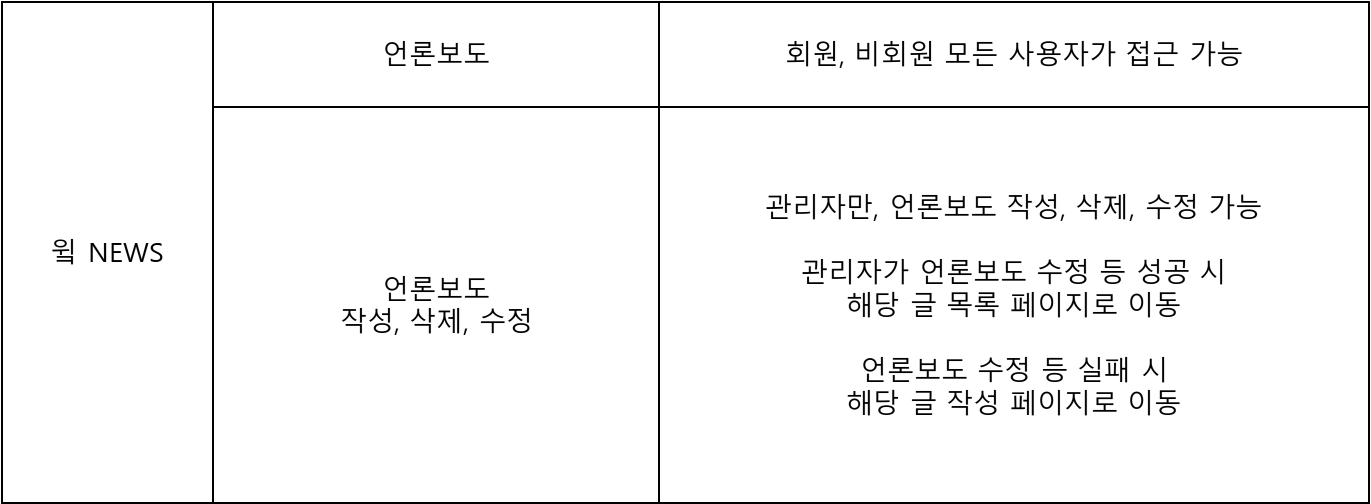 윜 NEWS
언론보도
회원, 비회원 모든 사용자가 접근 가능
언론보도
작성, 삭제, 수정
관리자만, 언론보도 작성, 삭제, 수정 가능
관리자가 언론보도 수정 등 성공 시
해당 글 목록 페이지로 이동
언론보도 수정 등 실패 시
해당 글 작성 페이지로 이동